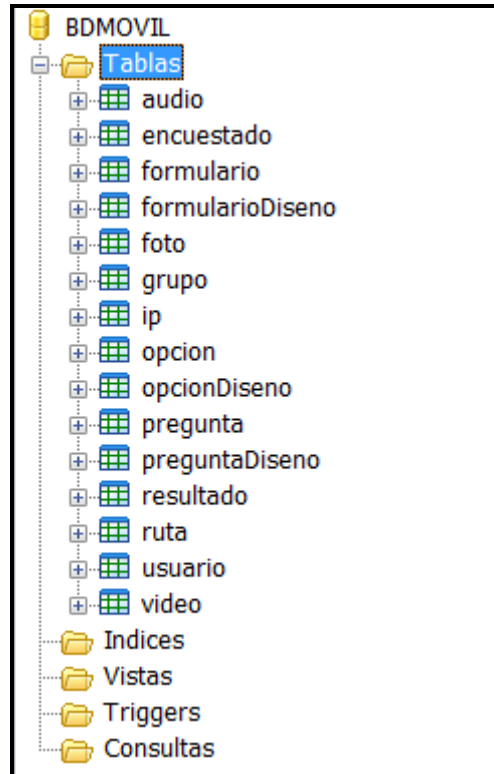 BDMOVIL
Tablas
audio
encuestado
formulario
formularioDiseno
foto
grupo
ip
opcion
opcionDiseno
pregunta
preguntaDiseno
resultado
ruta
usuario
video
Indices
Vistas
Triggers
Consultas